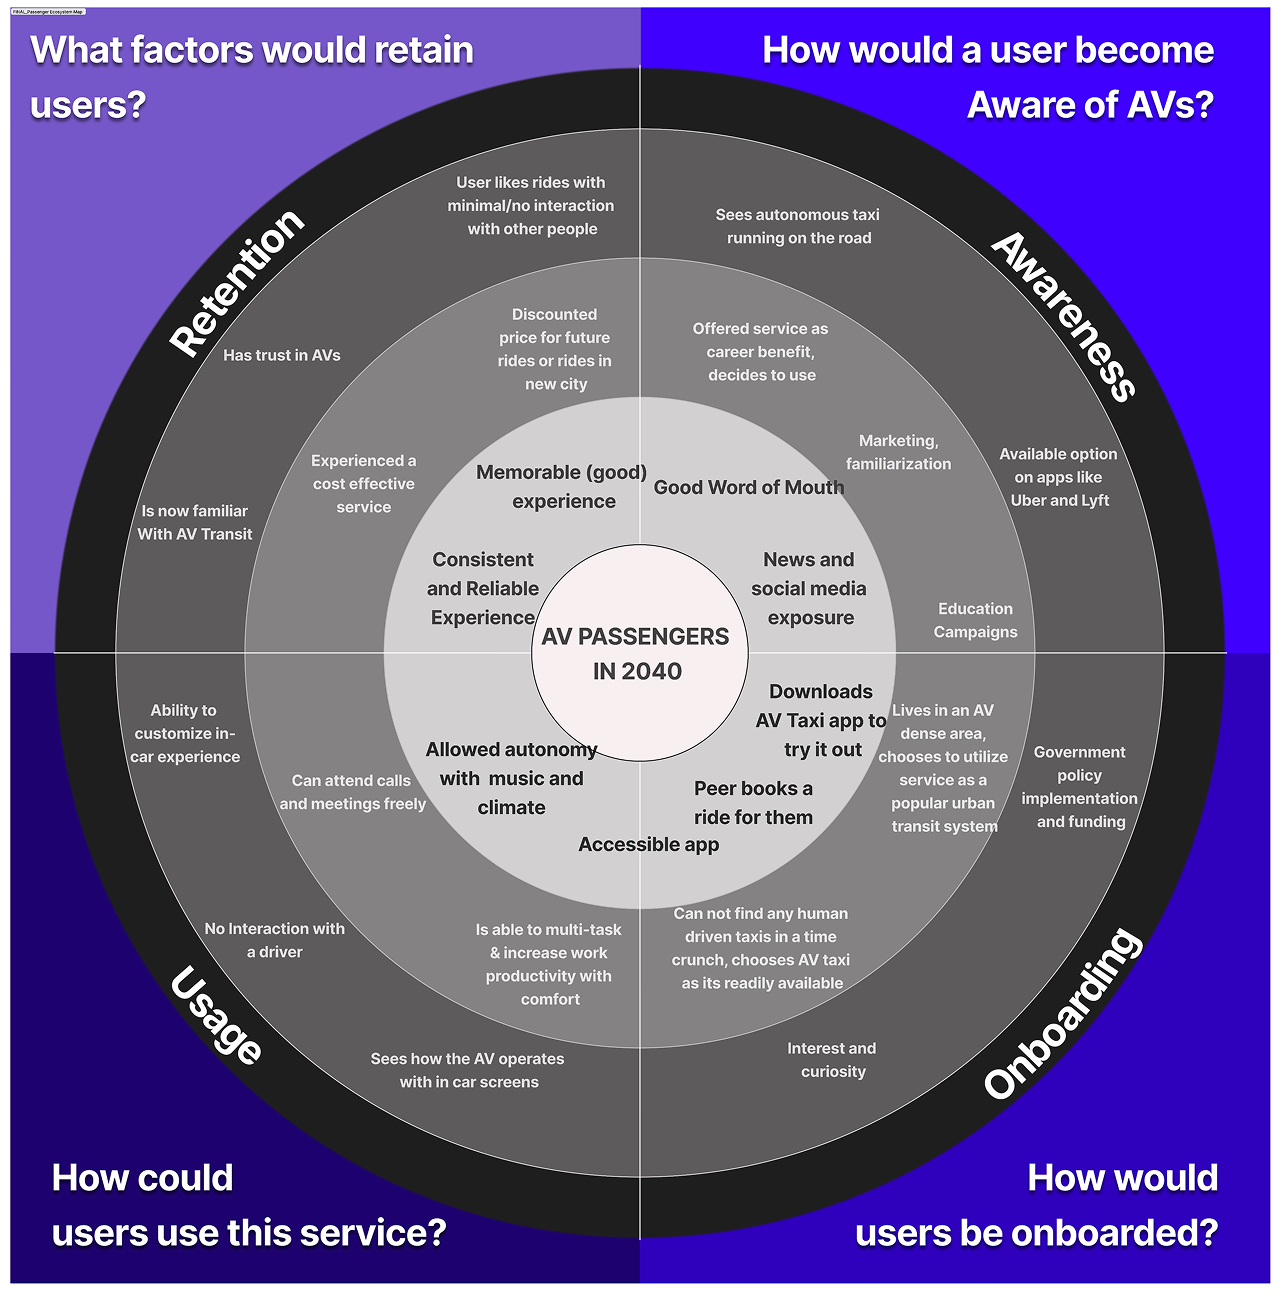 FINAL_Passenger Ecosystem Map
What factors would retain
users?
How would a user become
Aware of AVs?
Retention
User likes rides with
minimal/no interaction
with other people
Has trust in AVs
Is now familiar
With AV Transit
Discounted
price for future
rides or rides in
new city
Experienced a
cost effective
service
Memorable (good)
experience
Consistent
and Reliable
Experience
Awareness
Sees autonomous taxi
running on the road
Offered service as
career benefit,
decides to use
Marketing,
familiarization
Available option
on apps like
Uber and Lyft
Good Word of Mouth
News and
social media
exposure
Education
Campaigns
AV PASSENGERS
IN 2040
Usage
Ability to
customize in-
car experience
Can attend calls
and meetings freely
Allowed autonomy
with music and
climate
No Interaction with
a driver
Is able to multi-task
& increase work
productivity with
comfort
Sees how the AV operates
with in car screens
Accessible app
Onboarding
Downloads
AV Taxi app to
try it out
Peer books a
ride for them
Lives in an AV
dense area,
chooses to utilize
service as a
popular urban
transit system
Government
policy
implementation
and funding
Can not find any human
driven taxis in a time
crunch, chooses AV taxi
as its readily available
Interest and
curiosity
How could
users use this service?
How would
users be onboarded?